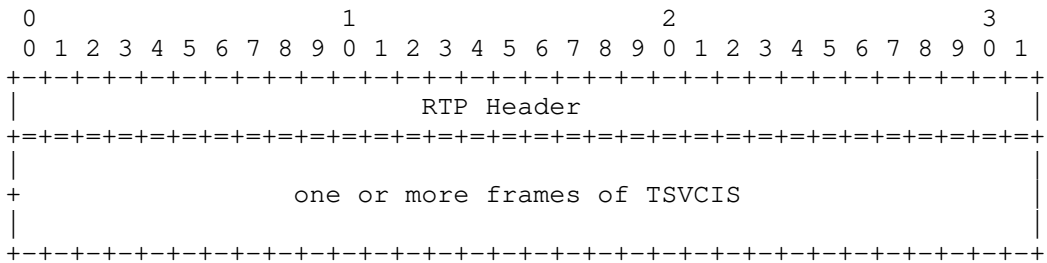 0                   1                   2                   3
 0 1 2 3 4 5 6 7 8 9 0 1 2 3 4 5 6 7 8 9 0 1 2 3 4 5 6 7 8 9 0 1
+-+-+-+-+-+-+-+-+-+-+-+-+-+-+-+-+-+-+-+-+-+-+-+-+-+-+-+-+-+-+-+-+
|                         RTP Header                            |
+=+=+=+=+=+=+=+=+=+=+=+=+=+=+=+=+=+=+=+=+=+=+=+=+=+=+=+=+=+=+=+=+
|                                                               |
+                 one or more frames of TSVCIS                  |
|                                                               |
+-+-+-+-+-+-+-+-+-+-+-+-+-+-+-+-+-+-+-+-+-+-+-+-+-+-+-+-+-+-+-+-+